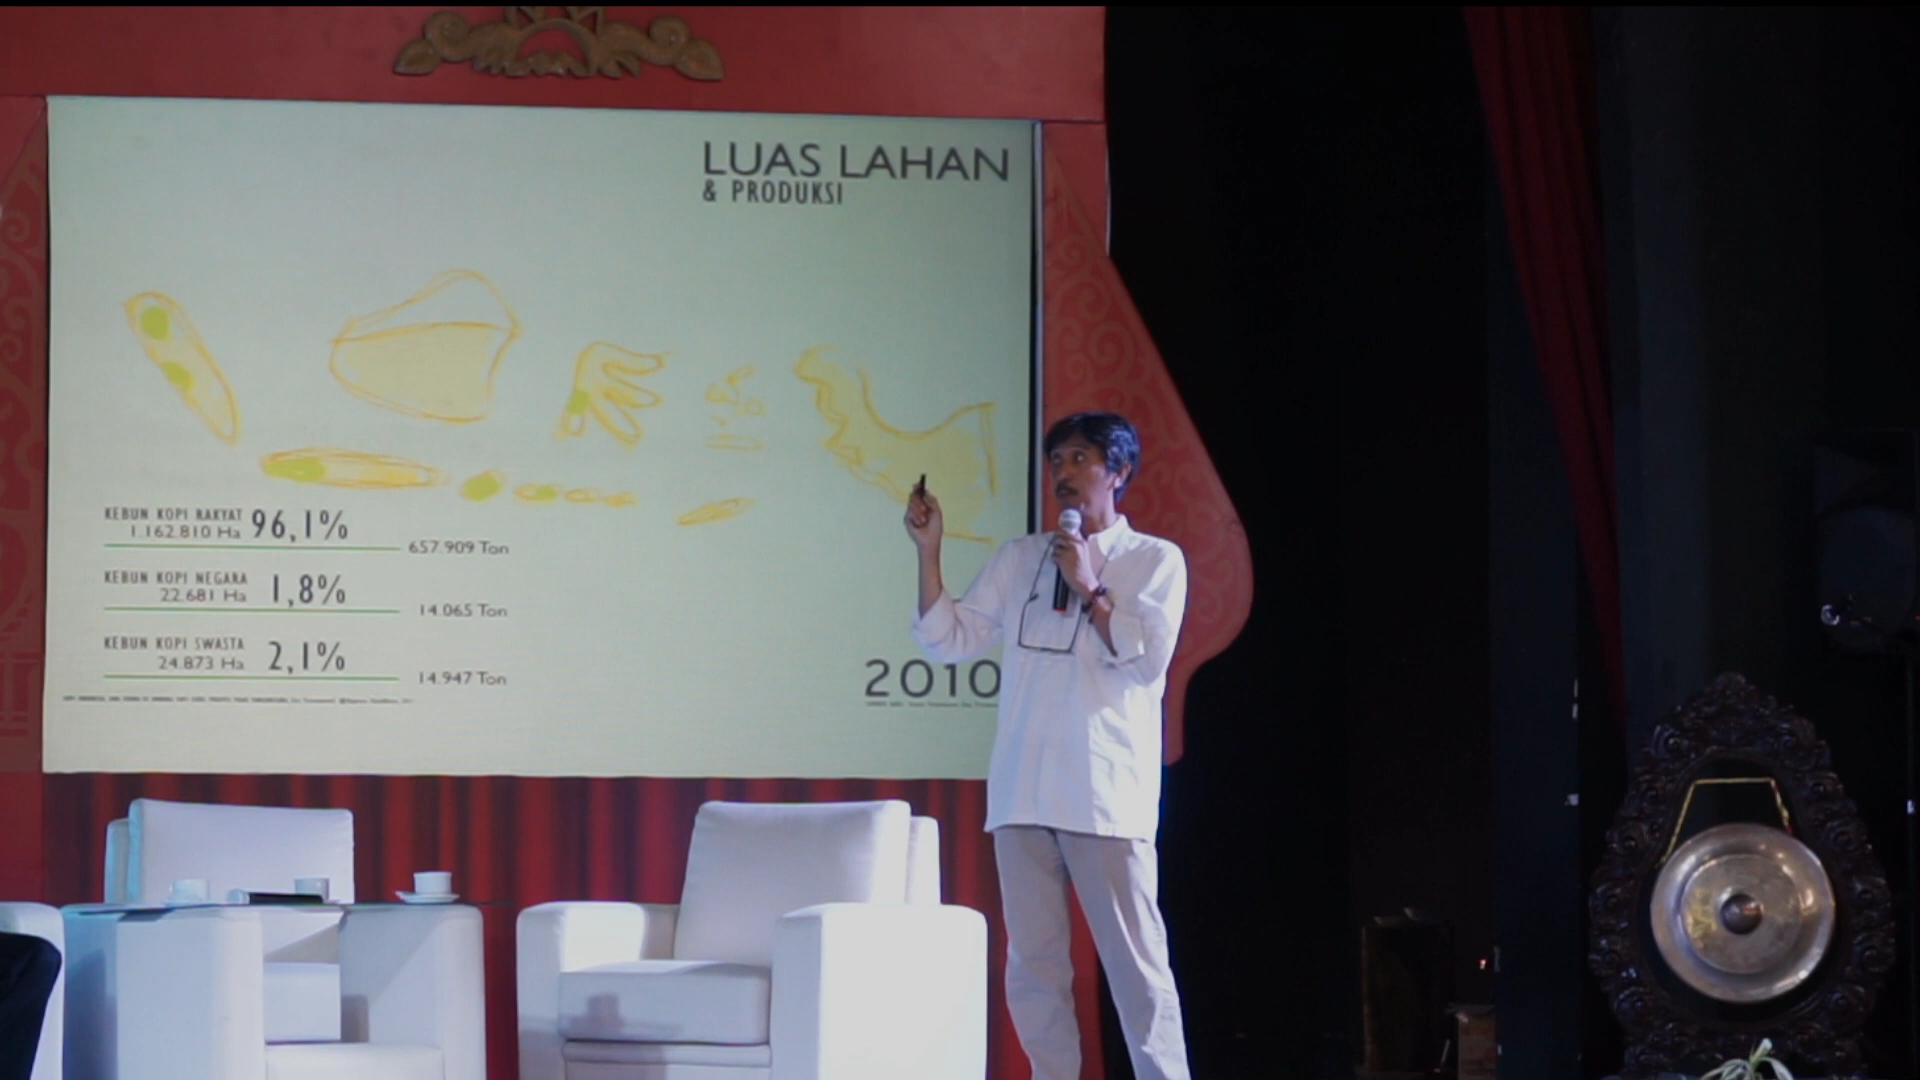 LUAS LAHAN
& PRODUKSI
KEBUN KOPI RAKYAT 96,1%
1.162.810 Ha
657.909 Ton
KEBUN KOPI NEGARA 1,8%
22.681 Ha
14.065 Ton
KEBUN KOPI SWASTA 2,1%
24.873 Ha
14.947 Ton
2010